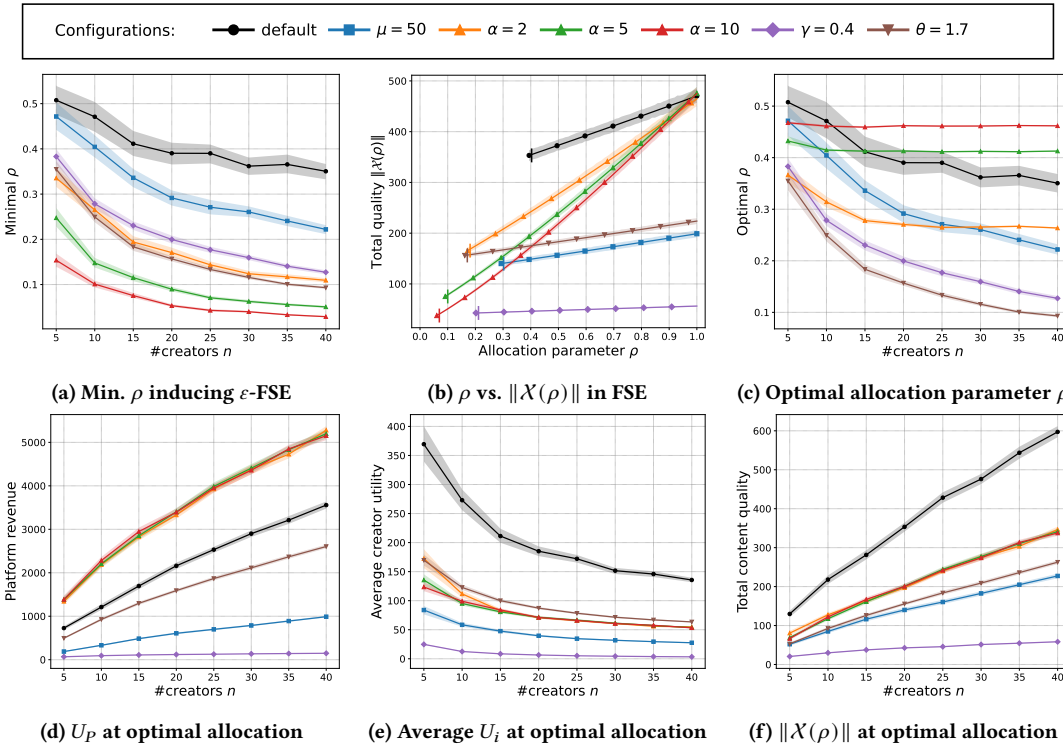 Configurations: default μ = 50 α = 2 α = 5 α = 10 γ = 0.4 θ = 1.7
Minimal ρ
0.5
0.4
0.3
0.2
0.1
5 10 15 20 25 30 35 40
#creators n
(a) Min. ρ inducing ε-FSE
Total quality ‖𝒳(ρ)‖
500
400
300
200
100
0.0 0.1 0.2 0.3 0.4 0.5 0.6 0.7 0.8 0.9 1.0
Allocation parameter ρ
(b) ρ vs. ‖𝒳(ρ)‖ in FSE
Optimal ρ
0.5
0.4
0.3
0.2
0.1
5 10 15 20 25 30 35 40
#creators n
(c) Optimal allocation parameter ρ
Platform revenue
5000
4000
3000
2000
1000
0
5 10 15 20 25 30 35 40
#creators n
(d) U_P at optimal allocation
Average creator utility
400
350
300
250
200
150
100
50
0
5 10 15 20 25 30 35 40
#creators n
(e) Average U_i at optimal allocation
Total content quality
600
500
400
300
200
100
0
5 10 15 20 25 30 35 40
#creators n
(f) ‖𝒳(ρ)‖ at optimal allocation